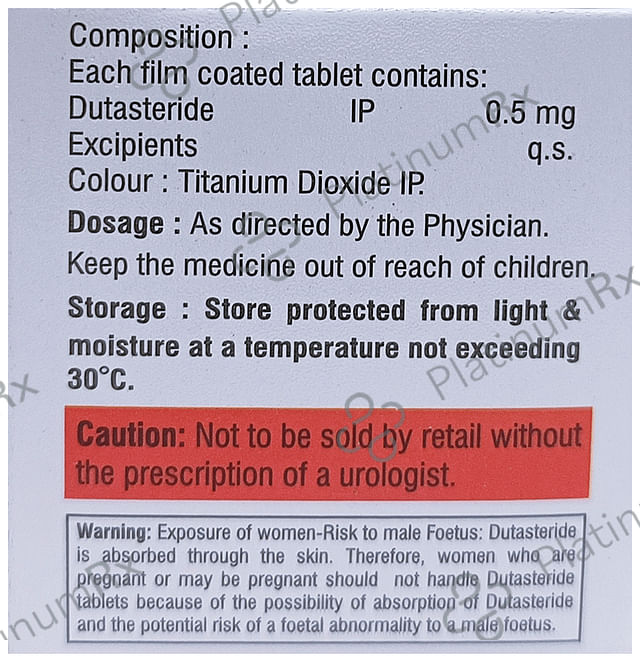 Composition :
Each film coated tablet contains:
Dutasteride IP 0.5 mg
Excipients q.s.
Colour : Titanium Dioxide IP.
Dosage : As directed by the Physician.
Keep the medicine out of reach of children.
Storage : Store protected from light &
moisture at a temperature not exceeding
30°C.
Caution: Not to be sold by retail without
the prescription of a urologist.
Warning: Exposure of women-Risk to male Foetus: Dutasteride
is absorbed through the skin. Therefore, women who are
pregnant or may be pregnant should not handle Dutasteride
tablets because of the possibility of absorption of Dutasteride
and the potential risk of a foetal abnormality to a male foetus.
PlatinumRx
PlatinumRx